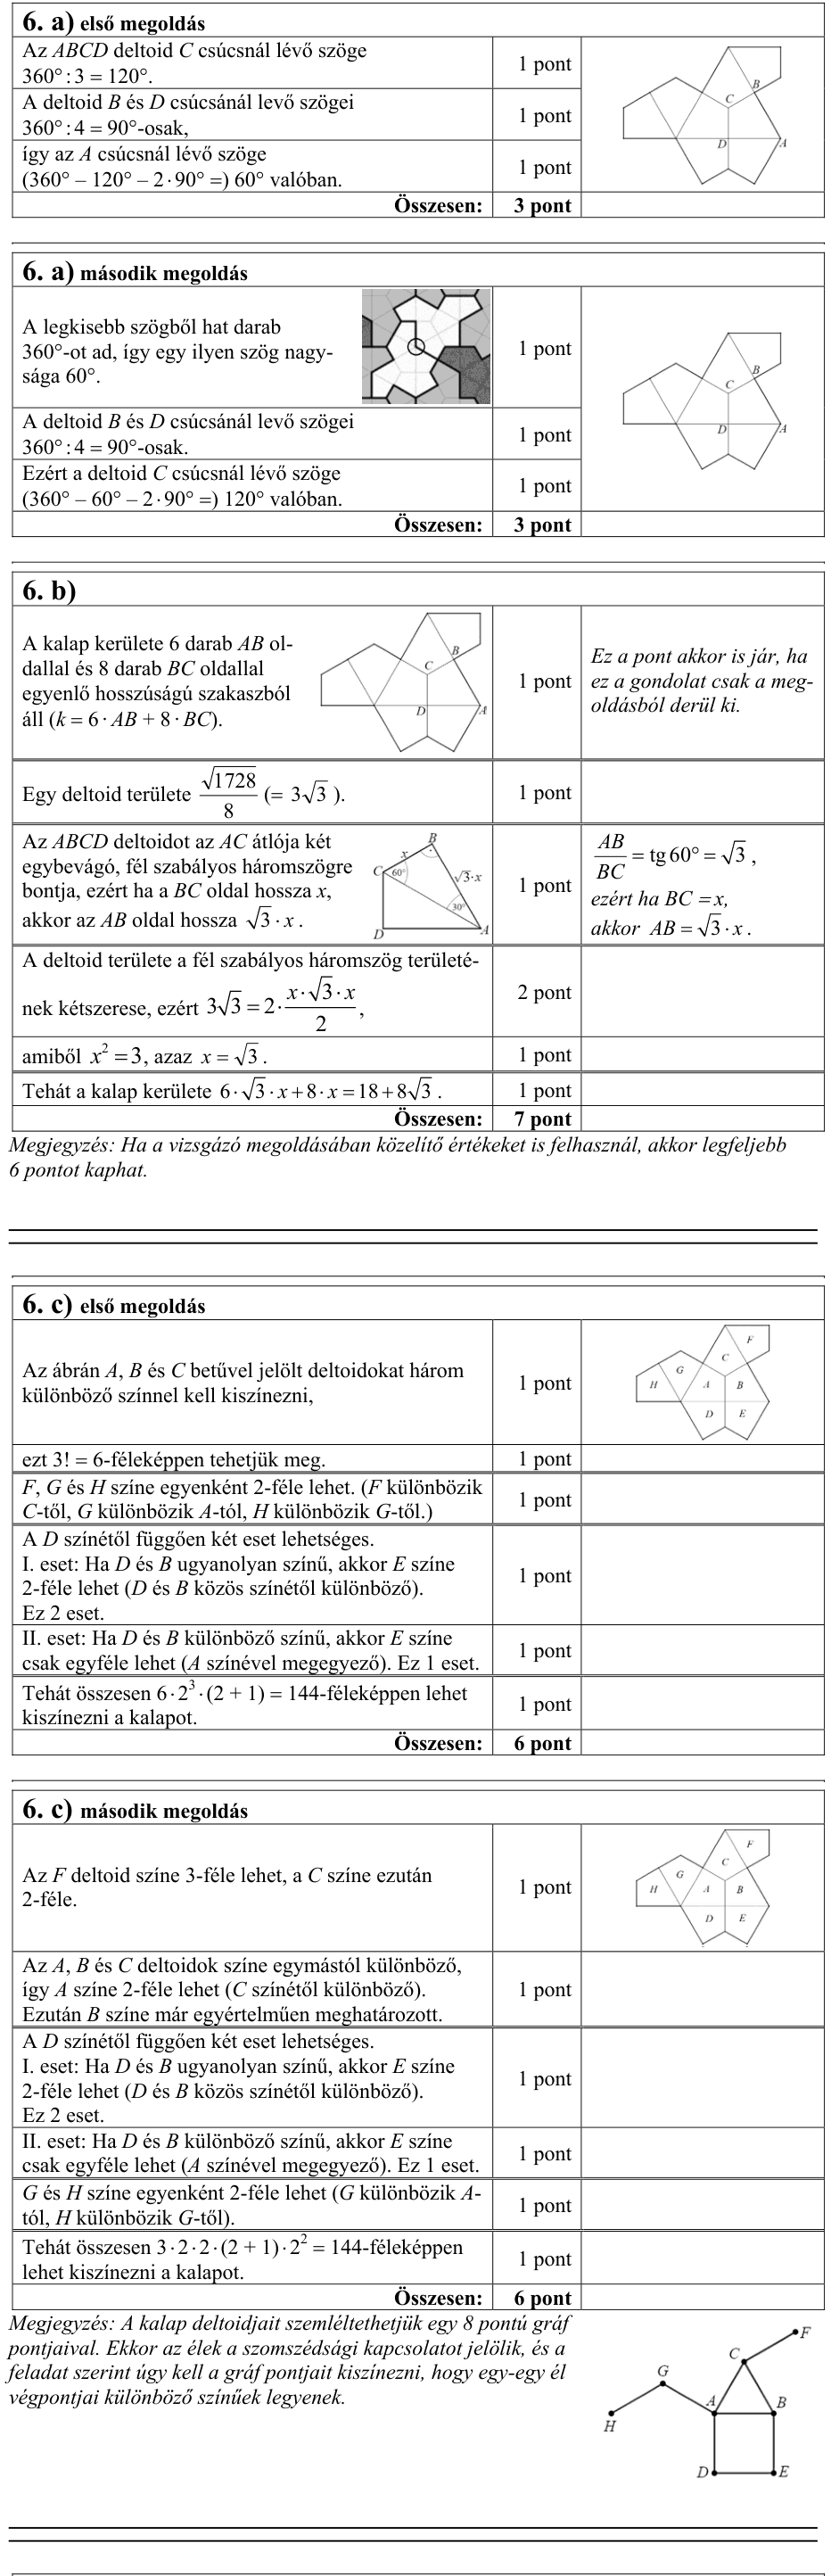 6. a) első megoldás
Az ABCD deltoid C csúcsnál lévő szöge
360° : 3 = 120°.
1 pont
A deltoid B és D csúcsánál levő szögei
360° : 4 = 90°-osak,
1 pont
így az A csúcsnál lévő szöge
(360° – 120° – 2 · 90° =) 60° valóban.
1 pont
B
C
D
A
Összesen: 3 pont
6. a) második megoldás
A legkisebb szögből hat darab
360°-ot ad, így egy ilyen szög nagy-
sága 60°.
1 pont
A deltoid B és D csúcsánál levő szögei
360° : 4 = 90°-osak.
1 pont
Ezért a deltoid C csúcsnál lévő szöge
(360° – 60° – 2 · 90° =) 120° valóban.
1 pont
B
C
D
A
Összesen: 3 pont
6. b)
A kalap kerülete 6 darab AB ol-
dallal és 8 darab BC oldallal
egyenlő hosszúságú szakaszból
áll (k = 6 · AB + 8 · BC).
B
C
D
A
1 pont
Ez a pont akkor is jár, ha
ez a gondolat csak a meg-
oldásból derül ki.
Egy deltoid területe √1728/8 (= 3√3 ).
1 pont
Az ABCD deltoidot az AC átlója két
egybevágó, fél szabályos háromszögre
bontja, ezért ha a BC oldal hossza x,
akkor az AB oldal hossza √3 · x .
B
x
C
60°
√3·x
30°
D
A
1 pont
AB/BC = tg 60° = √3 ,
ezért ha BC = x,
akkor AB = √3 · x .
A deltoid területe a fél szabályos háromszög területé-
nek kétszerese, ezért 3√3 = 2 · x·√3·x/2,
2 pont
amiből x² = 3, azaz x = √3 .
1 pont
Tehát a kalap kerülete 6 · √3 · x + 8 · x = 18 + 8√3 .
1 pont
Összesen: 7 pont
Megjegyzés: Ha a vizsgázó megoldásában közelítő értékeket is felhasznál, akkor legfeljebb
6 pontot kaphat.
6. c) első megoldás
Az ábrán A, B és C betűvel jelölt deltoidokat három
különböző színnel kell kiszínezni,
1 pont
F
C
G
H
A
B
D
E
ezt 3! = 6-féleképpen tehetjük meg.
1 pont
F, G és H színe egyenként 2-féle lehet. (F különbözik
C-től, G különbözik A-tól, H különbözik G-től.)
1 pont
A D színétől függően két eset lehetséges.
I. eset: Ha D és B ugyanolyan színű, akkor E színe
2-féle lehet (D és B közös színétől különböző).
Ez 2 eset.
1 pont
II. eset: Ha D és B különböző színű, akkor E színe
csak egyféle lehet (A színével megegyező). Ez 1 eset.
1 pont
Tehát összesen 6 · 2³ · (2 + 1) = 144-féleképpen lehet
kiszínezni a kalapot.
1 pont
Összesen: 6 pont
6. c) második megoldás
Az F deltoid színe 3-féle lehet, a C színe ezután
2-féle.
1 pont
F
C
G
H
A
B
D
E
Az A, B és C deltoidok színe egymástól különböző,
így A színe 2-féle lehet (C színétől különböző).
Ezután B színe már egyértelműen meghatározott.
1 pont
A D színétől függően két eset lehetséges.
I. eset: Ha D és B ugyanolyan színű, akkor E színe
2-féle lehet (D és B közös színétől különböző).
Ez 2 eset.
1 pont
II. eset: Ha D és B különböző színű, akkor E színe
csak egyféle lehet (A színével megegyező). Ez 1 eset.
1 pont
G és H színe egyenként 2-féle lehet (G különbözik A-
tól, H különbözik G-től).
1 pont
Tehát összesen 3 · 2 · 2 · (2 + 1) · 2² = 144-féleképpen
lehet kiszínezni a kalapot.
1 pont
Összesen: 6 pont
Megjegyzés: A kalap deltoidjait szemléltethetjük egy 8 pontú gráf
pontjaival. Ekkor az élek a szomszédsági kapcsolatot jelölik, és a
feladat szerint úgy kell a gráf pontjait kiszínezni, hogy egy-egy él
végpontjai különböző színűek legyenek.
F
C
G
A
B
H
D
E